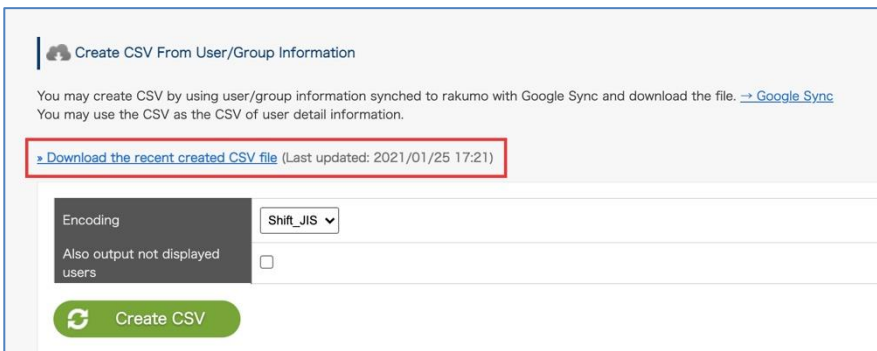 Create CSV From User/Group Information
You may create CSV by using user/group information synched to rakumo with Google Sync and download the file. → Google Sync
You may use the CSV as the CSV of user detail information.
» Download the recent created CSV file (Last updated: 2021/01/25 17:21)
Encoding
Shift_JIS
Also output not displayed
users
Create CSV